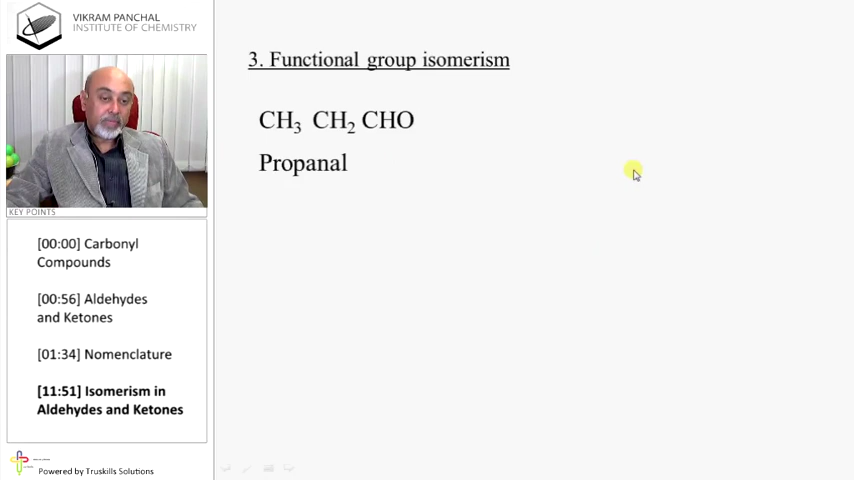 VIKRAM PANCHAL
INSTITUTE OF CHEMISTRY
3. Functional group isomerism
CH₃ CH₂ CHO
Propanal
KEY POINTS
[00:00] Carbonyl
Compounds
[00:56] Aldehydes
and Ketones
[01:34] Nomenclature
[11:51] Isomerism in
Aldehydes and Ketones
Powered by Truskills Solutions